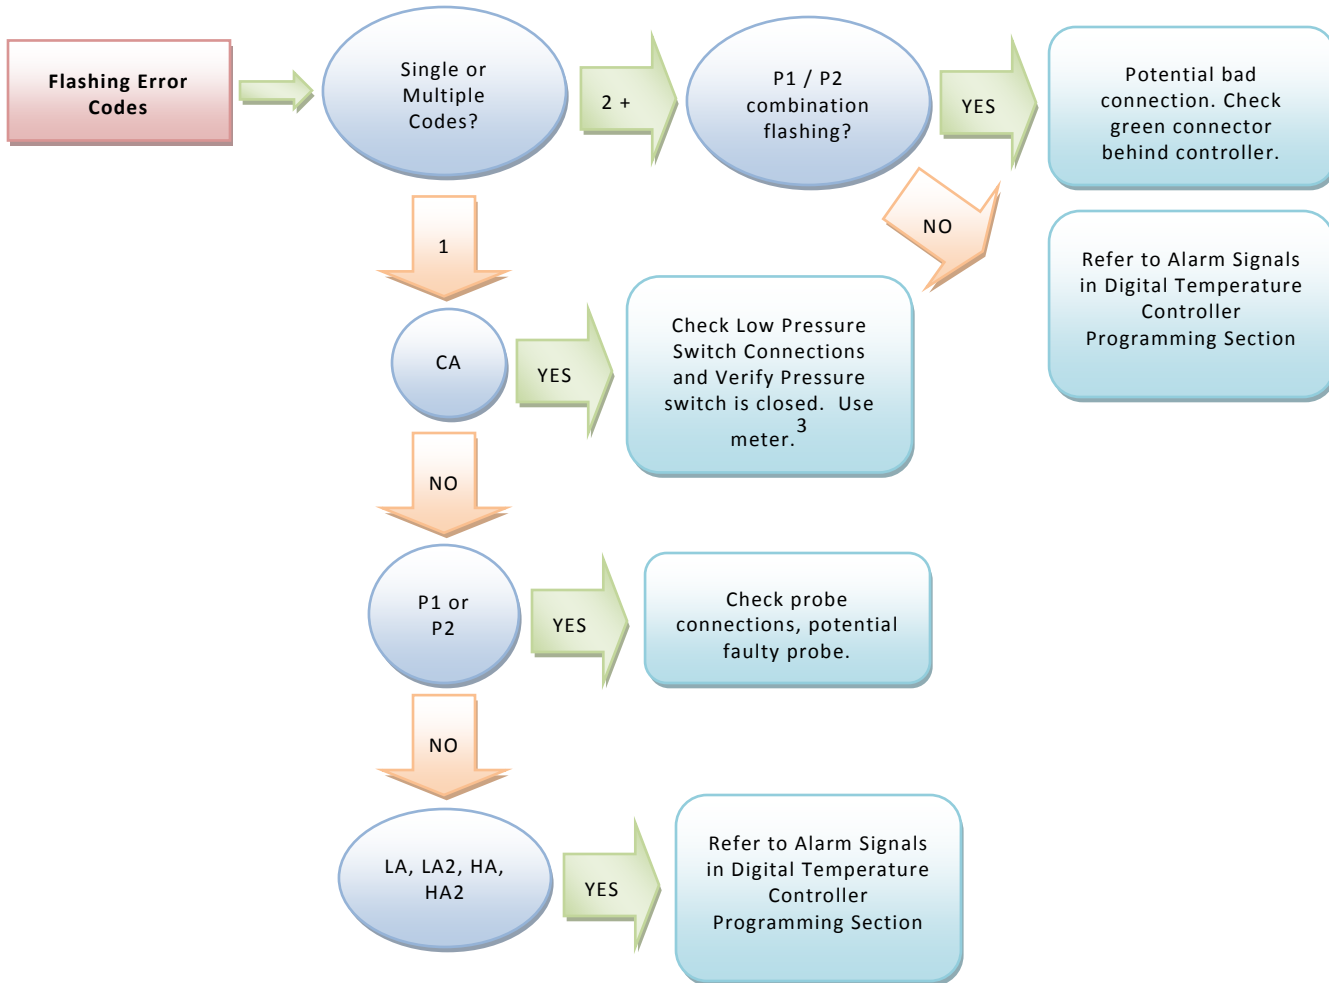 Flashing Error
Codes
Single or
Multiple
Codes?
2 +
P1 / P2
combination
flashing?
YES
Potential bad
connection. Check
green connector
behind controller.
NO
Refer to Alarm Signals
in Digital Temperature
Controller
Programming Section
1
CA
YES
Check Low Pressure
Switch Connections
and Verify Pressure
switch is closed.  Use
meter.3
NO
P1 or
P2
YES
Check probe
connections, potential
faulty probe.
NO
LA, LA2, HA,
HA2
YES
Refer to Alarm Signals
in Digital Temperature
Controller
Programming Section